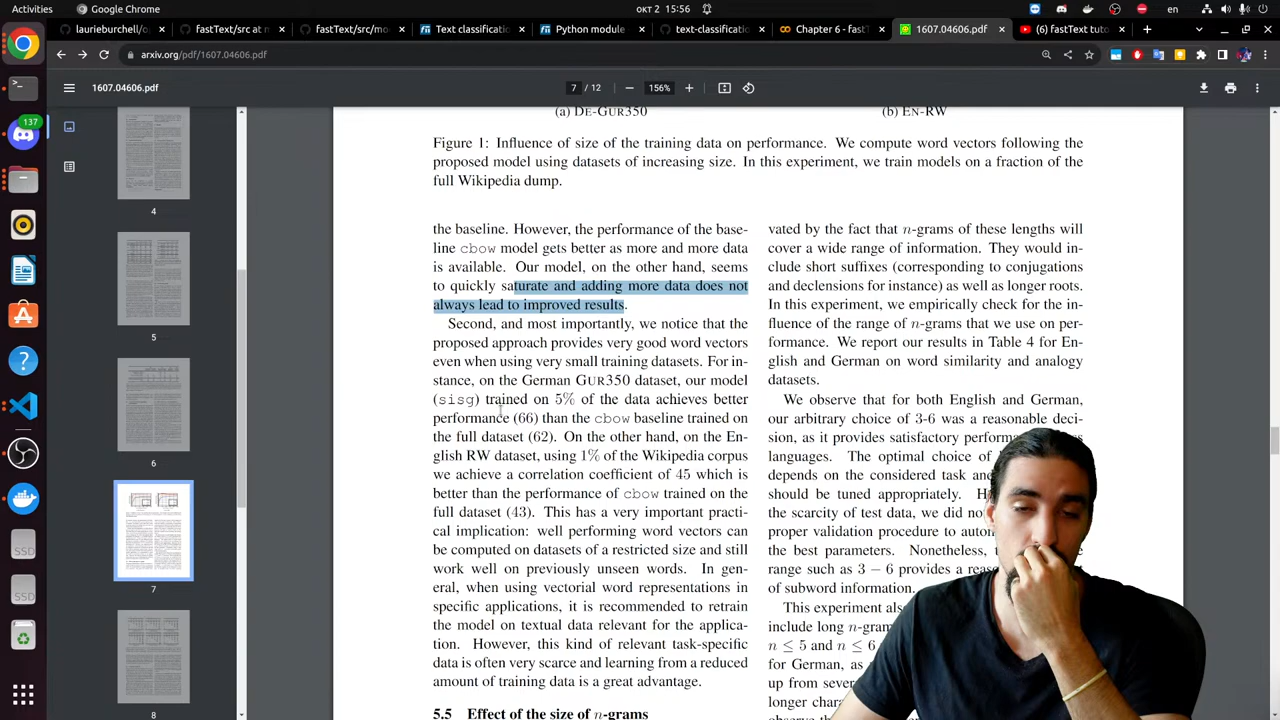 Activities
Google Chrome
окт 2 15:56
en
laurieburchell/op
fastText/src at m
fastText/src/mo
Text classificatio
Python module
text-classificatio
Chapter 6 - fast
1607.04606.pdf
(6) fastText tuto
arxiv.org/pdf/1607.04606.pdf
1607.04606.pdf
7 / 12
156%
137
4
5
6
7
8
SSD
SSD
(b) EN-RW
Figure 1: Influence of size of the training data on performance. We compute word vectors following the
proposed model using datasets of increasing size. In this experiment, we train models on a fraction of the
full Wikipedia dump.
the baseline. However, the performance of the base-
line cbow model gets better as more and more data
is available. Our model, on the other hand, seems
to quickly saturate and adding more data does not
always lead to improved results.
Second, and most importantly, we notice that the
proposed approach provides very good word vectors
even when using very small training datasets. For in-
stance, on the German GUR350 dataset, our model
(sisg) trained on 5% of the data achieves better
performance (66) than the cbow baseline trained on
the full dataset (62). On the other hand, on the En-
glish RW dataset, using 1% of the Wikipedia corpus
we achieve a correlation coefficient of 45 which is
better than the performance of cbow trained on the
full dataset (43). This has a very important practi-
cal implication: well performing word vectors can
be computed on datasets of a restricted size and still
work well on previously unseen words. In gen-
eral, when using vectorial word representations in
specific applications, it is recommended to retrain
the model on textual data relevant for the applica-
tion. However, this kind of relevant task-specific
data is often very scarce and learning from a reduced
amount of training data is a great advantage.
5.5 Effect of the size of n-grams
vated by the fact that n-grams of these lengths will
cover a wide range of information. They would in-
clude short suffixes (corresponding to conjugations
and declensions for instance) as well as longer roots.
In this experiment, we empirically check for the in-
fluence of the range of n-grams that we use on per-
formance. We report our results in Table 4 for En-
glish and German on word similarity and analogy
datasets.
We observe that for both English and German,
our arbitrary choice of 3-6 was a reasonable deci-
sion, as it provides satisfactory perform
languages. The optimal choice of
depends on the considered task an
should be tuned appropriately. H
the scarcity of test data, we did no
proper validation procedure to
the best parameters. Nonetheless,
range such as 3 − 6 provides a reas
of subword information.
This experiment als
include long n-gram
≤ 5 and n
for Ge
up from
longer char
observe th